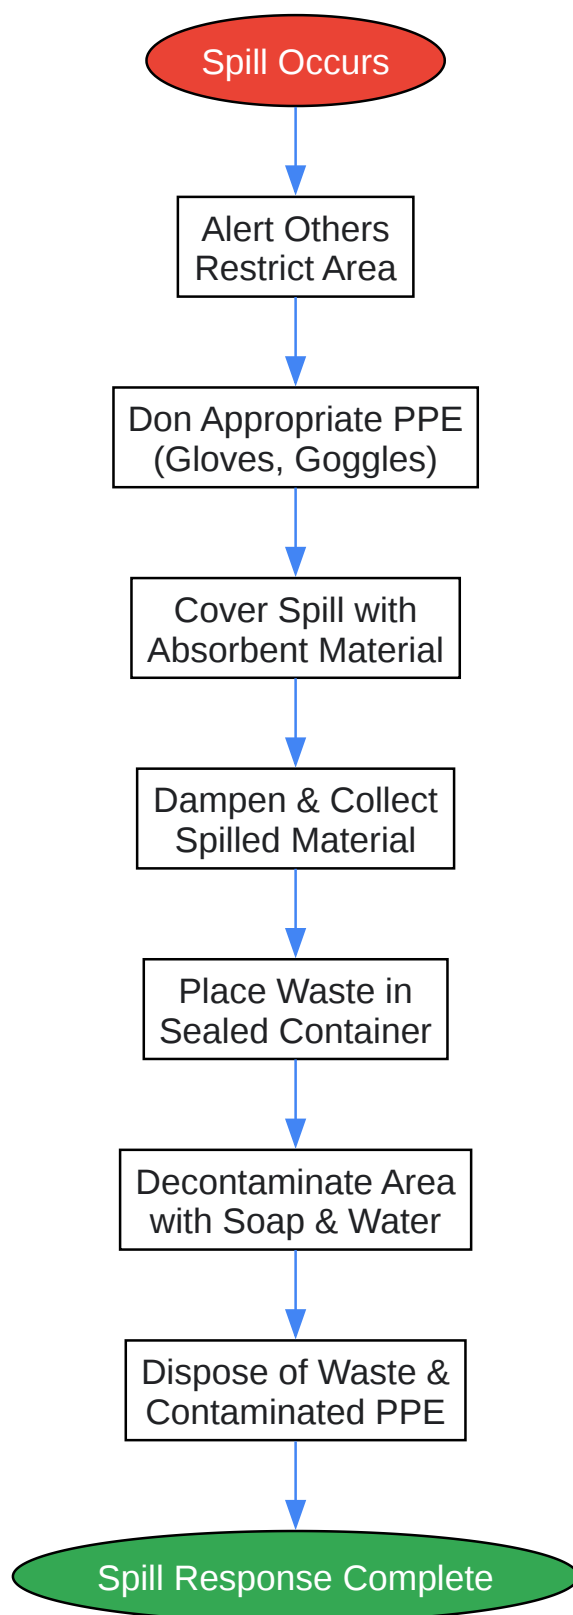 Spill Occurs
Alert Others
Restrict Area
Don Appropriate PPE
(Gloves, Goggles)
Cover Spill with
Absorbent Material
Dampen & Collect
Spilled Material
Place Waste in
Sealed Container
Decontaminate Area
with Soap & Water
Dispose of Waste &
Contaminated PPE
Spill Response Complete